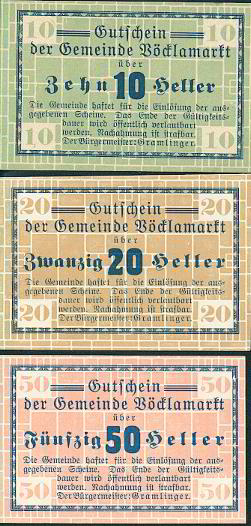 10 10
Gutschein
der Gemeinde Vöcklamarkt
über
Zehn 10 Heller
Die Gemeinde haftet für die Einlösung der aus-
gegebenen Scheine. Das Ende der Gültigkeits-
dauer wird öffentlich verlautbart
werden. Nachahmung ist strafbar.
Der Bürgermeister: Gramlinger.
10 10
20 20
Gutschein
der Gemeinde Vöcklamarkt
über
Zwanzig 20 Heller
Die Gemeinde haftet für die Einlösung der aus-
gegebenen Scheine. Das Ende der Gültigkeits-
dauer wird öffentlich verlautbart
werden. Nachahmung ist strafbar.
Der Bürgermeister: Gramlinger.
20 20
50 50
Gutschein
der Gemeinde Vöcklamarkt
über
Fünfzig 50 Heller
Die Gemeinde haftet für die Einlösung der aus-
gegebenen Scheine. Das Ende der Gültigkeits-
dauer wird öffentlich verlautbart
werden. Nachahmung ist strafbar.
Der Bürgermeister: Gramlinger.
50 50